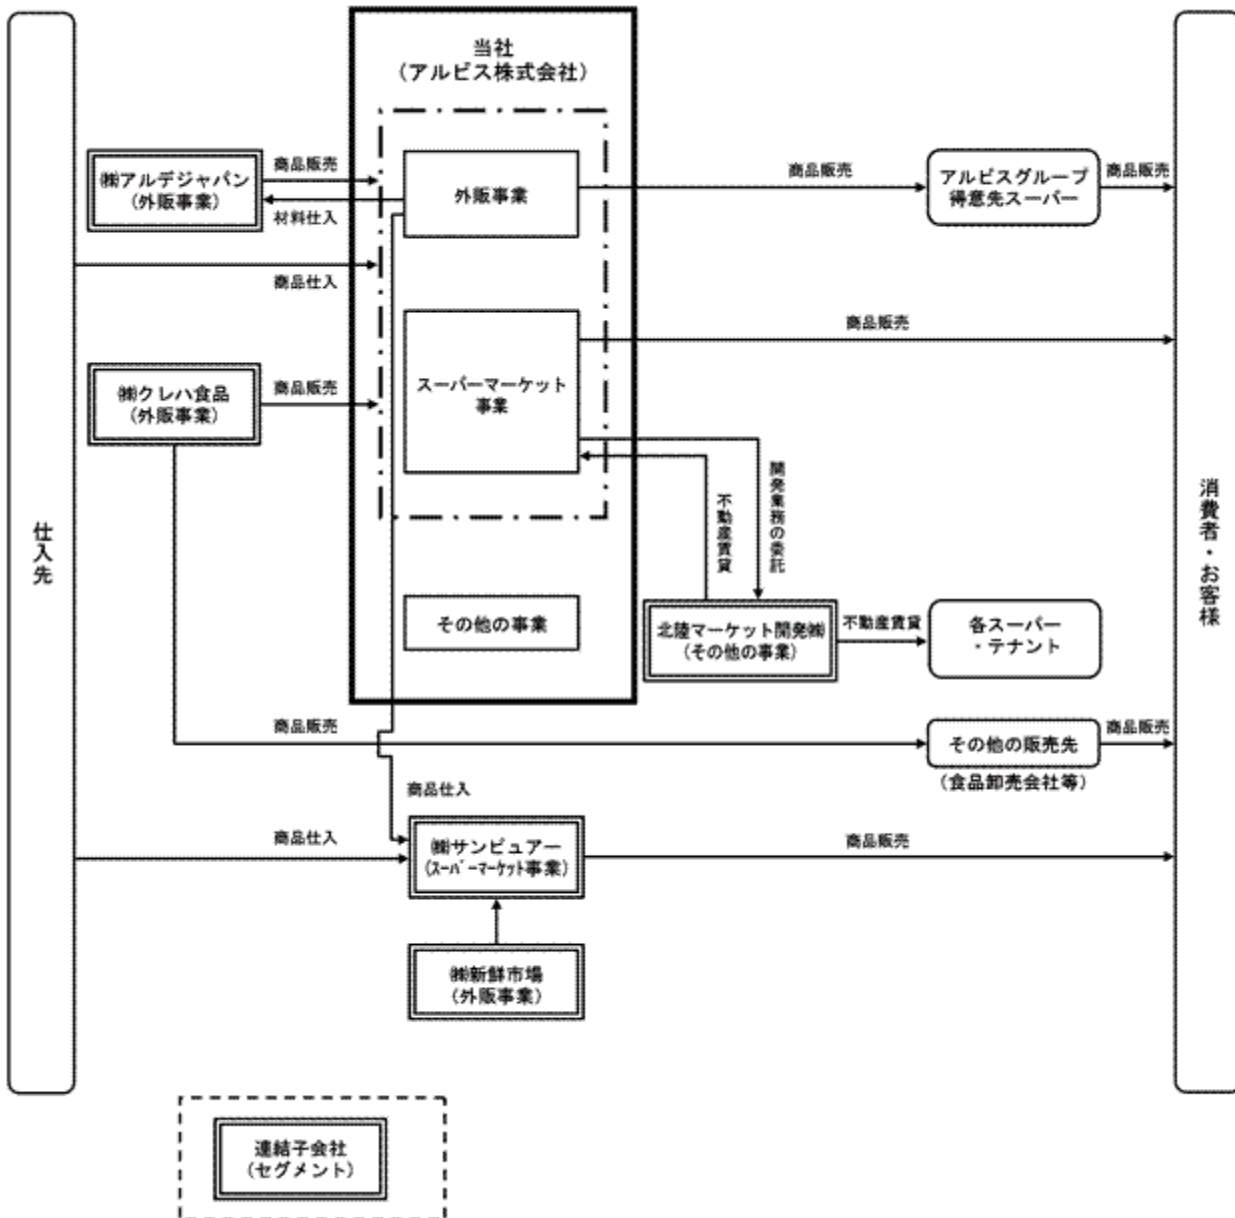 当社
（アルビス株式会社）
㈱アルデジャパン
（外販事業）
商品販売
材料仕入
外販事業
商品販売
アルビスグループ
得意先スーパー
商品販売
商品仕入
商品販売
㈱クレハ食品
（外販事業）
商品販売
スーパーマーケット
事業
不動産賃貸
開発業務の委託
仕入先
消費者・お客様
その他の事業
北陸マーケット開発㈱
（その他の事業）
不動産賃貸
各スーパー
・テナント
商品販売
その他の販売先
（食品卸売会社等）
商品販売
商品仕入
商品仕入
㈱サンピュアー
（スーパーマーケット事業）
商品販売
㈱新鮮市場
（外販事業）
連結子会社
（セグメント）